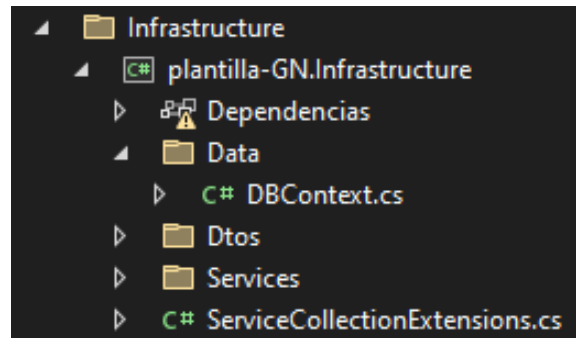 Infrastructure
C# plantilla-GN.Infrastructure
Dependencias
Data
C# DBContext.cs
Dtos
Services
C# ServiceCollectionExtensions.cs